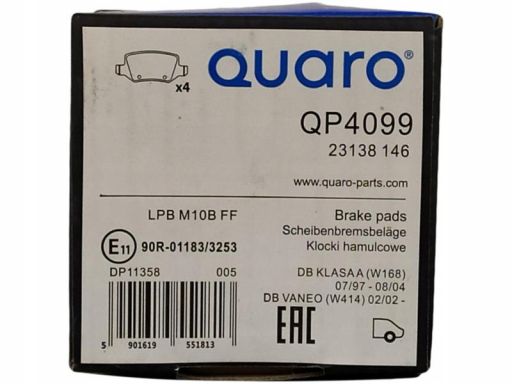 x4
QUARO®
QP4099
23138 146
www.quaro-parts.com
LPB M10B FF
E11 90R-01183/3253
DP11358 005
5 901619 551813
Brake pads
Scheibenbremsbeläge
Klocki hamulcowe
DB KLASA A (W168)
07/97 - 08/04
DB VANEO (W414) 02/02 -
EAC